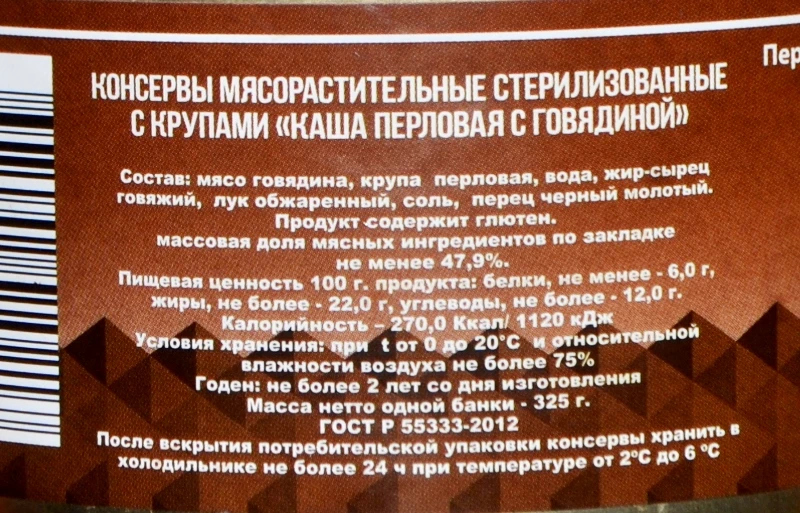 Пер
КОНСЕРВЫ МЯСОРАСТИТЕЛЬНЫЕ СТЕРИЛИЗОВАННЫЕ
С КРУПАМИ «КАША ПЕРЛОВАЯ С ГОВЯДИНОЙ»
Состав: мясо говядина, крупа перловая, вода, жир-сырец
говяжий, лук обжаренный, соль, перец черный молотый.
Продукт содержит глютен.
массовая доля мясных ингредиентов по закладке
не менее 47,9%.
Пищевая ценность 100 г. продукта: белки, не менее - 6,0 г,
жиры, не более - 22,0 г, углеводы, не более - 12,0 г.
Калорийность – 270,0 Ккал/ 1120 кДж
Условия хранения: при t от 0 до 20°C и относительной
влажности воздуха не более 75%
Годен: не более 2 лет со дня изготовления
Масса нетто одной банки - 325 г.
ГОСТ Р 55333-2012
После вскрытия потребительской упаковки консервы хранить в
холодильнике не более 24 ч при температуре от 2ºС до 6 ºС